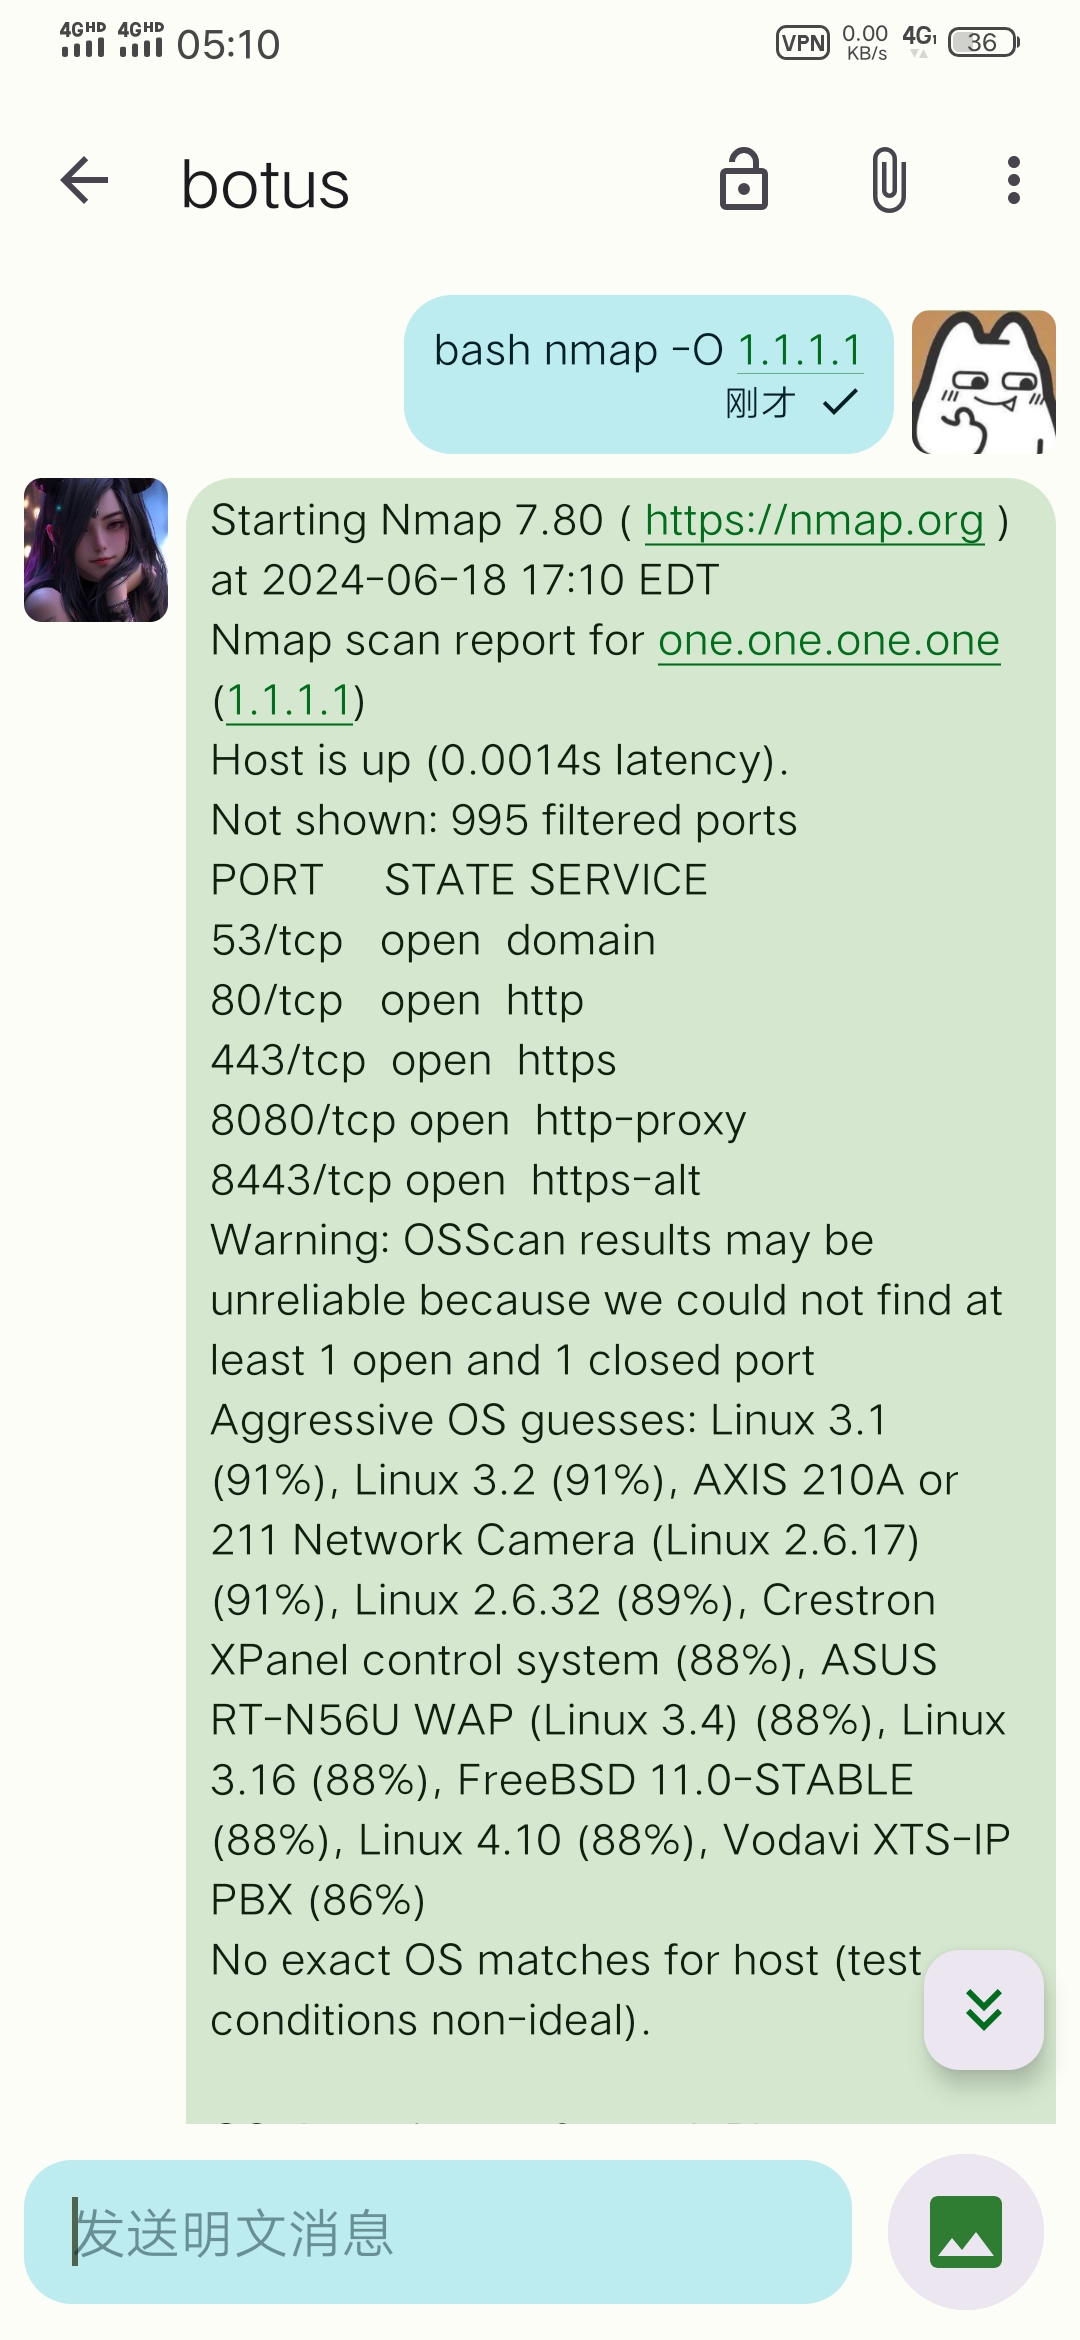 4GHD 4GHD 05:10 VPN 0.00 KB/s 4G 36
botus
bash nmap -O 1.1.1.1
刚才
Starting Nmap 7.80 ( https://nmap.org )
at 2024-06-18 17:10 EDT
Nmap scan report for one.one.one.one
(1.1.1.1)
Host is up (0.0014s latency).
Not shown: 995 filtered ports
PORT STATE SERVICE
53/tcp open domain
80/tcp open http
443/tcp open https
8080/tcp open http-proxy
8443/tcp open https-alt
Warning: OSScan results may be
unreliable because we could not find at
least 1 open and 1 closed port
Aggressive OS guesses: Linux 3.1
(91%), Linux 3.2 (91%), AXIS 210A or
211 Network Camera (Linux 2.6.17)
(91%), Linux 2.6.32 (89%), Crestron
XPanel control system (88%), ASUS
RT-N56U WAP (Linux 3.4) (88%), Linux
3.16 (88%), FreeBSD 11.0-STABLE
(88%), Linux 4.10 (88%), Vodavi XTS-IP
PBX (86%)
No exact OS matches for host (test
conditions non-ideal).
发送明文消息